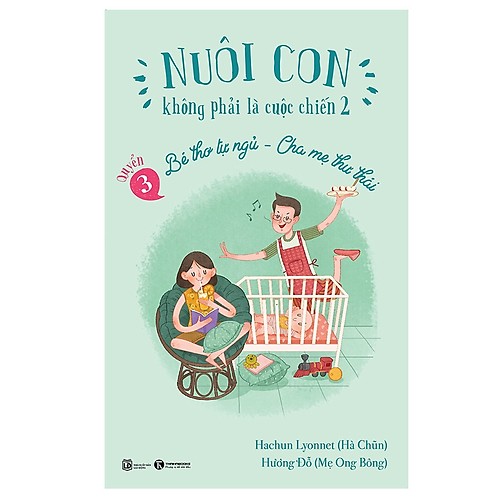 NUÔI CON
không phải là cuộc chiến 2
Quyển 3
Bé thơ tự ngủ - Cha mẹ thư thái
Hachun Lyonnet (Hà Chũn)
Hương Đỗ (Mẹ Ong Bông)